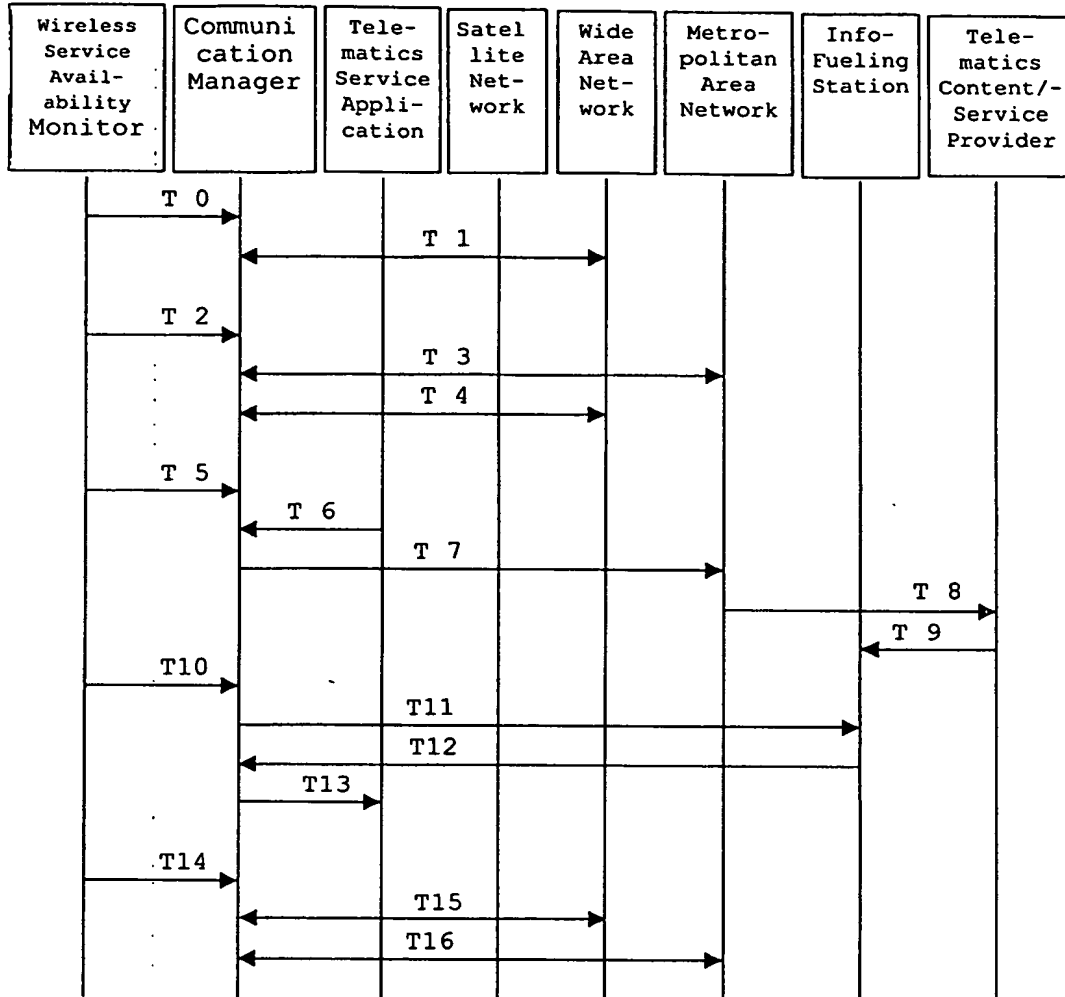 Wireless
Service
Avail-
ability
Monitor
Communi
cation
Manager
Tele-
matics
Service
Appli-
cation
Satel
lite
Net-
work
Wide
Area
Net-
work
Metro-
politan
Area
Network
Info-
Fueling
Station
Tele-
matics
Content/-
Service
Provider
T 0
T 1
T 2
T 3
T 4
T 5
T 6
T 7
T 8
T 9
T10
T11
T12
T13
T14
T15
T16